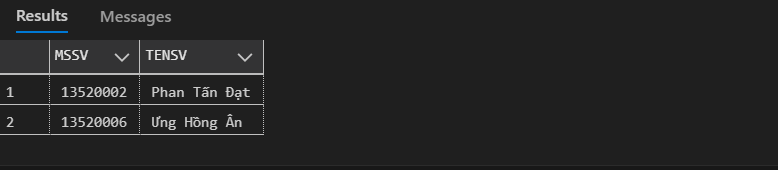 Results Messages
MSSV TENSV
1 13520002 Phan Tấn Đạt
2 13520006 Ưng Hồng Ân